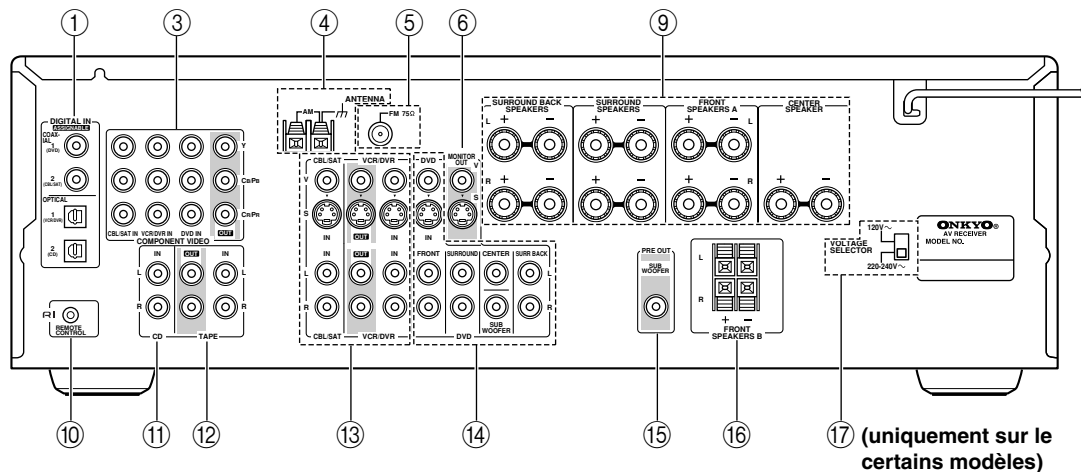 ① ③ ④ ⑤ ⑥ ⑨
DIGITAL IN
ASSIGNABLE
COAX-
IAL
1
(DVD)
2
(CBL/SAT)
OPTICAL
1
(VCR/DVR)
2
(CD)
Y
CB/PB
CR/PR
CBL/SAT IN VCR/DVR IN DVD IN OUT
COMPONENT VIDEO
ANTENNA
AM
FM 75Ω
CBL/SAT VCR/DVR DVD
MONITOR
OUT
V V
S S
IN OUT IN IN
SURROUND BACK
SPEAKERS
SURROUND
SPEAKERS
FRONT
SPEAKERS A
CENTER
SPEAKER
L + − + − + − L
R + − + − + − R + −
120V∼
VOLTAGE
SELECTOR
220-240V∼
ONKYO®
AV RECEIVER
MODEL NO.
RI
REMOTE
CONTROL
IN OUT IN
L L
R R
CD TAPE
IN OUT IN
L
R
CBL/SAT VCR/DVR
FRONT SURROUND CENTER SURR BACK
L
R
SUB
WOOFER
DVD
PRE OUT
SUB
WOOFER
L
R
+ −
FRONT
SPEAKERS B
⑩ ⑪ ⑫ ⑬ ⑭ ⑮ ⑯ ⑰ (uniquement sur le
certains modèles)